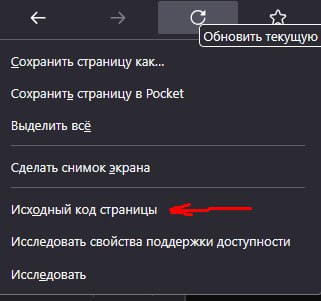 Обновить текущую
Сохранить страницу как...
Сохранить страницу в Pocket
Выделить всё
Сделать снимок экрана
Исходный код страницы
Исследовать свойства поддержки доступности
Исследовать